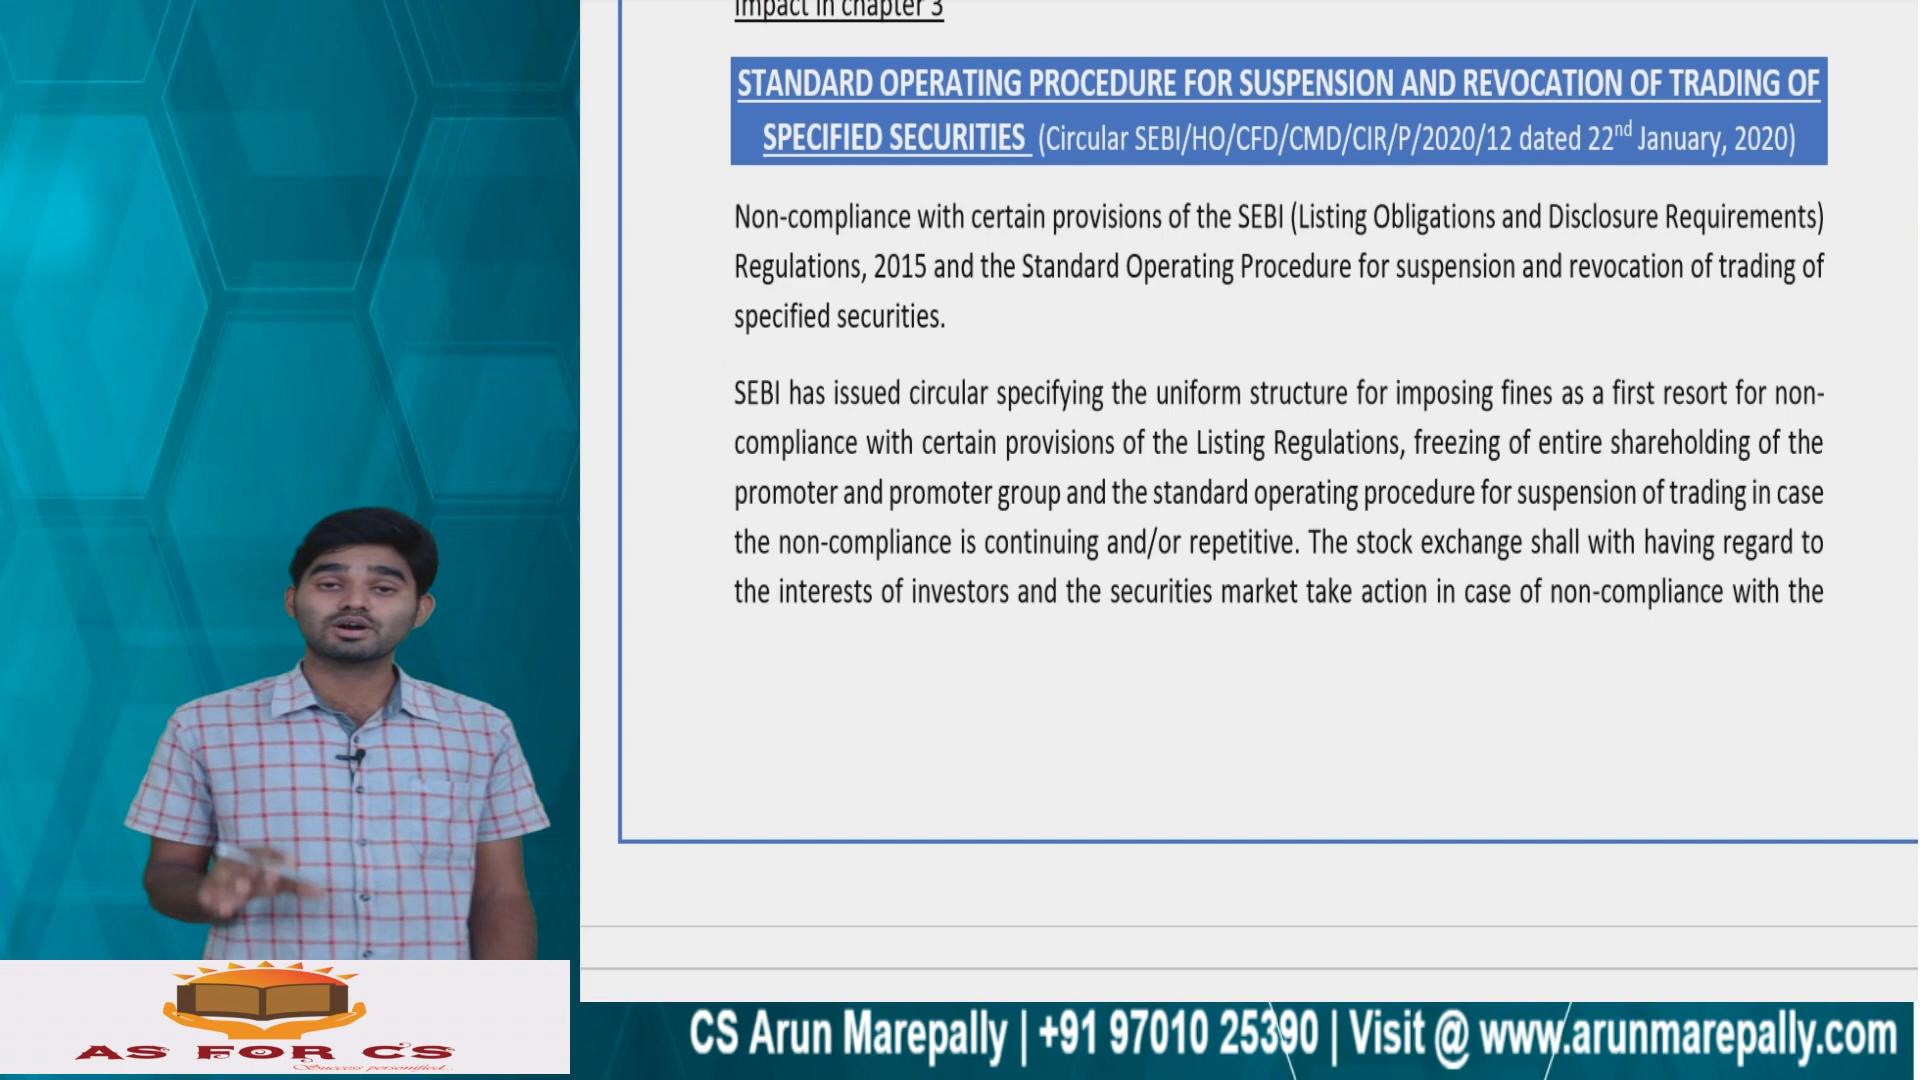 Impact in chapter 3
STANDARD OPERATING PROCEDURE FOR SUSPENSION AND REVOCATION OF TRADING OF
SPECIFIED SECURITIES (Circular SEBI/HO/CFD/CMD/CIR/P/2020/12 dated 22nd January, 2020)
Non-compliance with certain provisions of the SEBI (Listing Obligations and Disclosure Requirements)
Regulations, 2015 and the Standard Operating Procedure for suspension and revocation of trading of
specified securities.
SEBI has issued circular specifying the uniform structure for imposing fines as a first resort for non-
compliance with certain provisions of the Listing Regulations, freezing of entire shareholding of the
promoter and promoter group and the standard operating procedure for suspension of trading in case
the non-compliance is continuing and/or repetitive. The stock exchange shall with having regard to
the interests of investors and the securities market take action in case of non-compliance with the
AS FOR CS
Success personified...
CS Arun Marepally | +91 97010 25390 | Visit @ www.arunmarepally.com